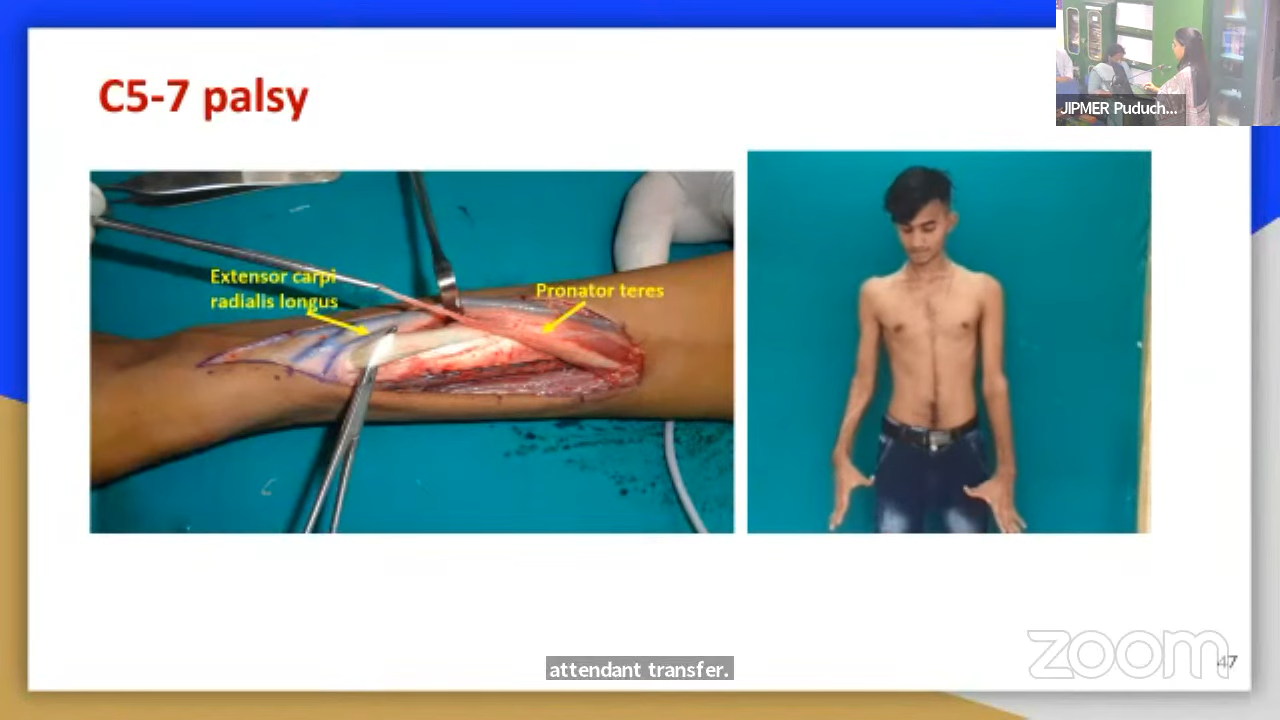 C5-7 palsy
JIPMER Puduch...
Extensor carpi
radialis longus
Pronator teres
attendant transfer.
zoom
47